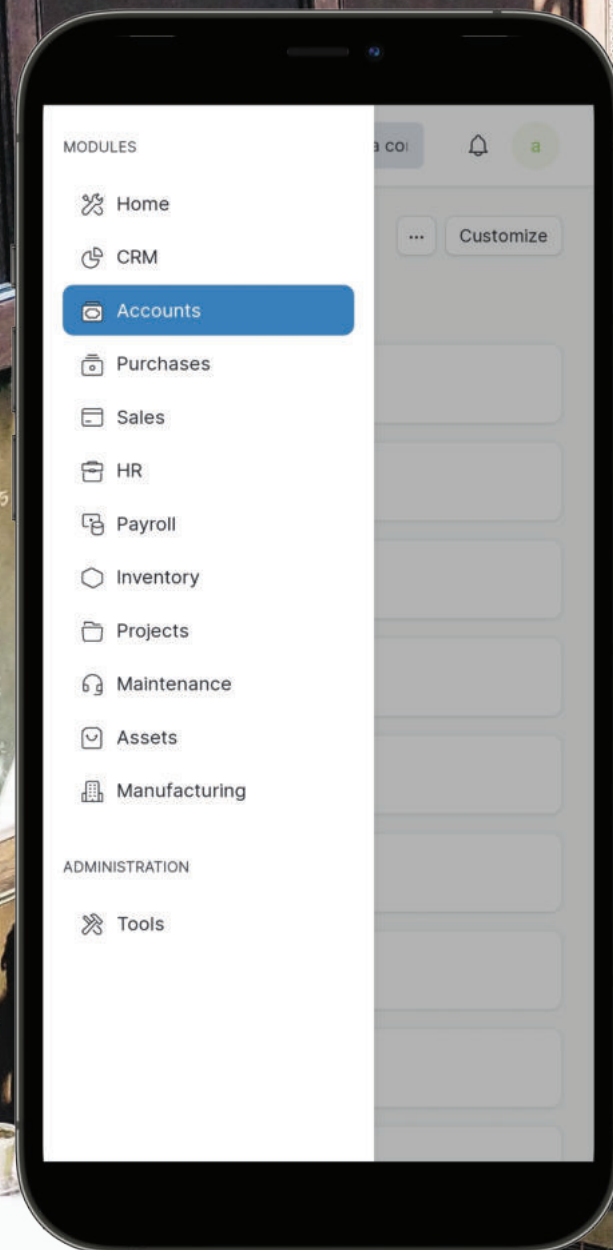 MODULES
a
Home
Customize
CRM
Accounts
Purchases
Sales
HR
Payroll
Inventory
Projects
Maintenance
Assets
Manufacturing
ADMINISTRATION
Tools